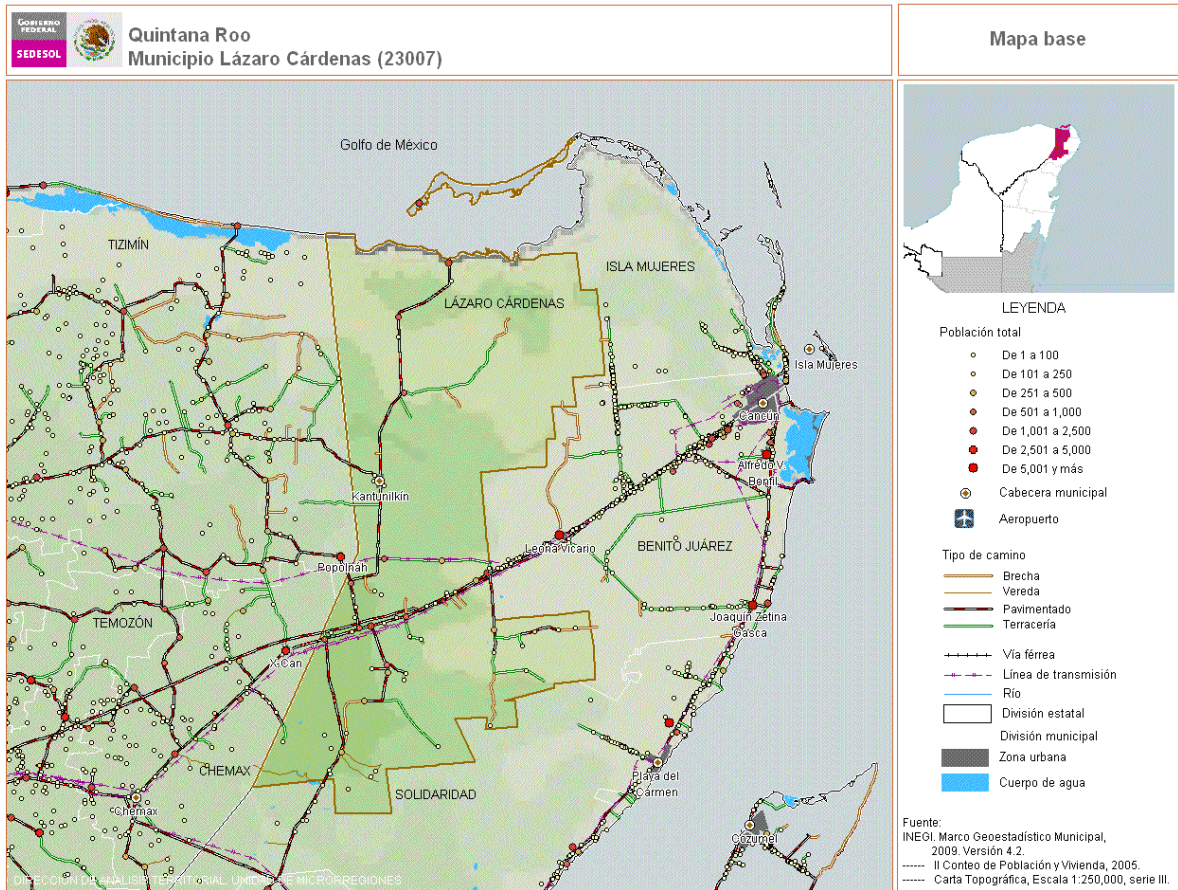 GOBIERNO
FEDERAL
SEDESOL
Quintana Roo
Municipio Lázaro Cárdenas (23007)
Mapa base
Golfo de México
TIZIMÍN
ISLA MUJERES
LÁZARO CÁRDENAS
Isla Mujeres
Cancún
Alfredo V.
Bonfil
Kantunilkín
Leona Vicario
BENITO JUÁREZ
Popolnáh
TEMOZÓN
Joaquín Zetina
Gasca
X-Can
CHEMAX
SOLIDARIDAD
Playa del
Carmen
Chemax
Cozumel
DIRECCIÓN DE ANÁLISIS TERRITORIAL. UNIDAD DE MICRORREGIONES
LEYENDA
Población total
De 1 a 100
De 101 a 250
De 251 a 500
De 501 a 1,000
De 1,001 a 2,500
De 2,501 a 5,000
De 5,001 y más
Cabecera municipal
Aeropuerto
Tipo de camino
Brecha
Vereda
Pavimentado
Terracería
Vía férrea
Línea de transmisión
Río
División estatal
División municipal
Zona urbana
Cuerpo de agua
Fuente:
INEGI. Marco Geoestadístico Municipal,
2009. Versión 4.2.
------ II Conteo de Población y Vivienda, 2005.
------ Carta Topográfica, Escala 1:250,000, serie III.